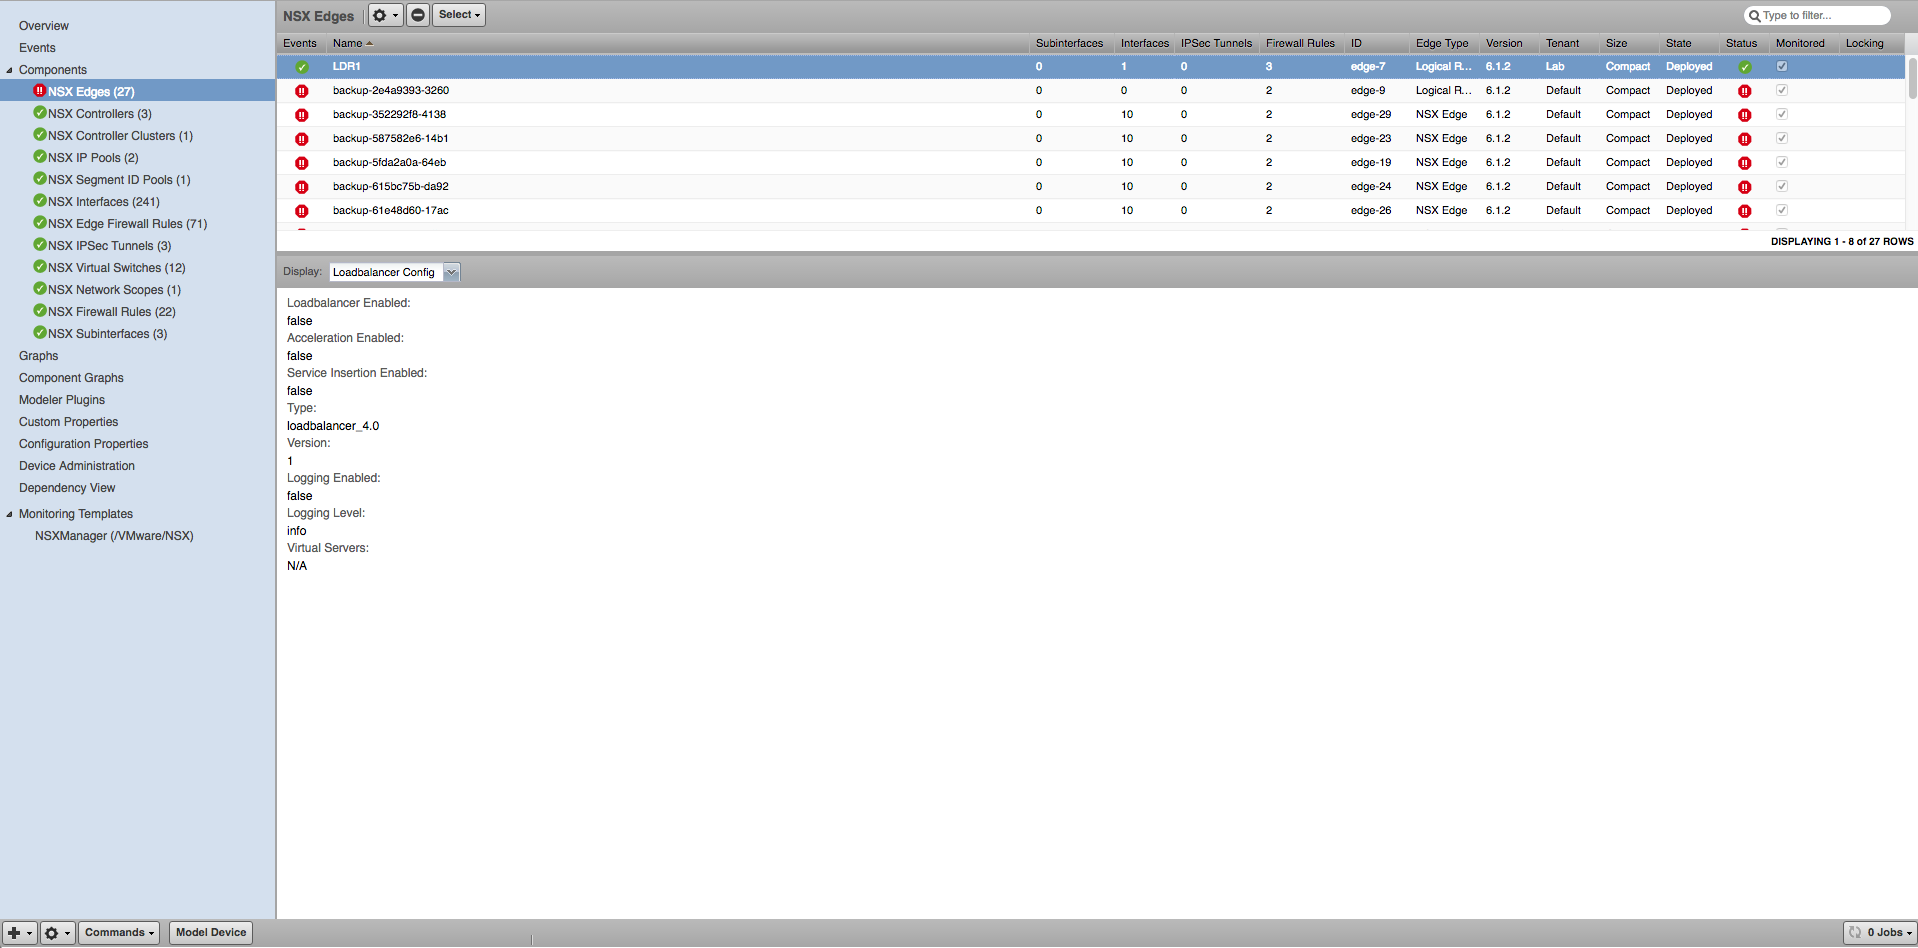 Overview
Events
Components
NSX Edges (27)
NSX Controllers (3)
NSX Controller Clusters (1)
NSX IP Pools (2)
NSX Segment ID Pools (1)
NSX Interfaces (241)
NSX Edge Firewall Rules (71)
NSX IPSec Tunnels (3)
NSX Virtual Switches (12)
NSX Network Scopes (1)
NSX Firewall Rules (22)
NSX Subinterfaces (3)
Graphs
Component Graphs
Modeler Plugins
Custom Properties
Configuration Properties
Device Administration
Dependency View
Monitoring Templates
NSXManager (/VMware/NSX)
NSX Edges Select Type to filter...
Events Name Subinterfaces Interfaces IPSec Tunnels Firewall Rules ID Edge Type Version Tenant Size State Status Monitored Locking
LDR1 0 1 0 3 edge-7 Logical R... 6.1.2 Lab Compact Deployed
backup-2e4a9393-3260 0 0 0 2 edge-9 Logical R... 6.1.2 Default Compact Deployed
backup-352292f8-4138 0 10 0 2 edge-29 NSX Edge 6.1.2 Default Compact Deployed
backup-587582e6-14b1 0 10 0 2 edge-23 NSX Edge 6.1.2 Default Compact Deployed
backup-5fda2a0a-64eb 0 10 0 2 edge-19 NSX Edge 6.1.2 Default Compact Deployed
backup-615bc75b-da92 0 10 0 2 edge-24 NSX Edge 6.1.2 Default Compact Deployed
backup-61e48d60-17ac 0 10 0 2 edge-26 NSX Edge 6.1.2 Default Compact Deployed
DISPLAYING 1 - 8 of 27 ROWS
Display: Loadbalancer Config
Loadbalancer Enabled:
false
Acceleration Enabled:
false
Service Insertion Enabled:
false
Type:
loadbalancer_4.0
Version:
1
Logging Enabled:
false
Logging Level:
info
Virtual Servers:
N/A
Commands Model Device 0 Jobs